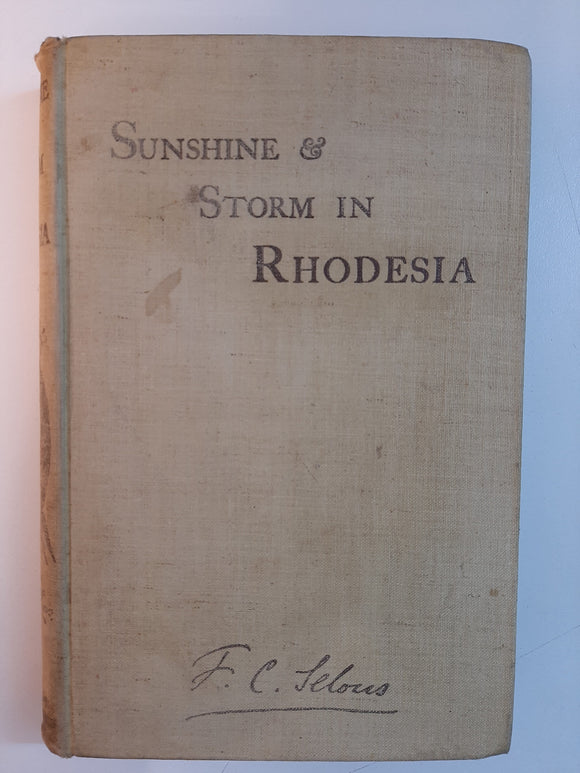 SUNSHINE &
STORM IN
RHODESIA
F. C. Selous